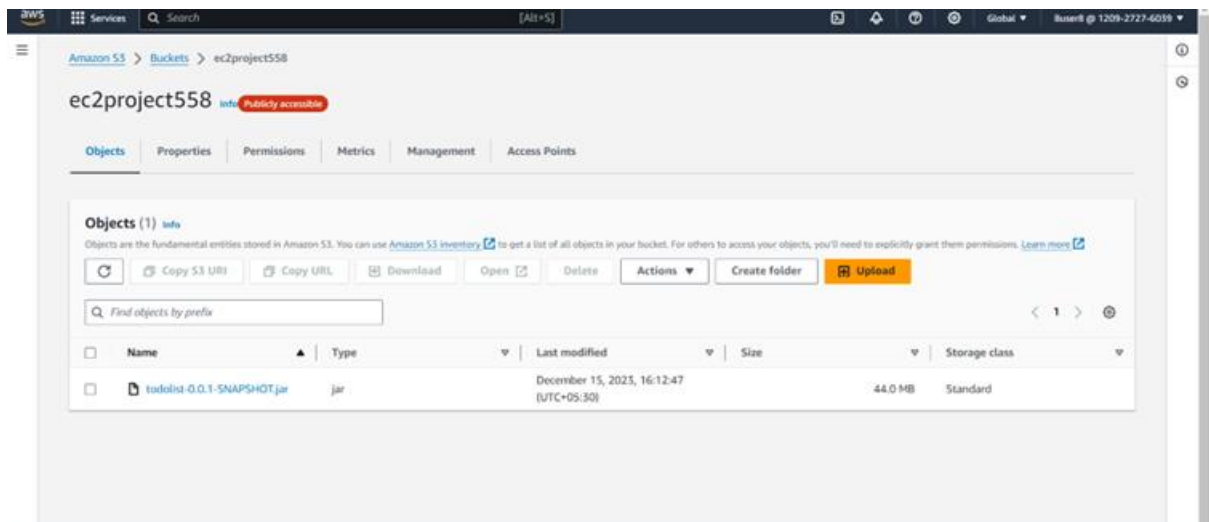 aws Services Search [Alt+S] Global ▼ 8user8 @ 1209-2727-6039 ▼
Amazon S3 > Buckets > ec2project558
ec2project558 Info Publicly accessible
Objects Properties Permissions Metrics Management Access Points
Objects (1) Info
Objects are the fundamental entities stored in Amazon S3. You can use Amazon S3 inventory to get a list of all objects in your bucket. For others to access your objects, you'll need to explicitly grant them permissions. Learn more
Copy S3 URI Copy URL Download Open Delete Actions ▼ Create folder Upload
Find objects by prefix < 1 >
Name ▲ Type Last modified Size Storage class
todolist-0.0.1-SNAPSHOT.jar jar December 15, 2023, 16:12:47 44.0 MB Standard
(UTC+05:30)